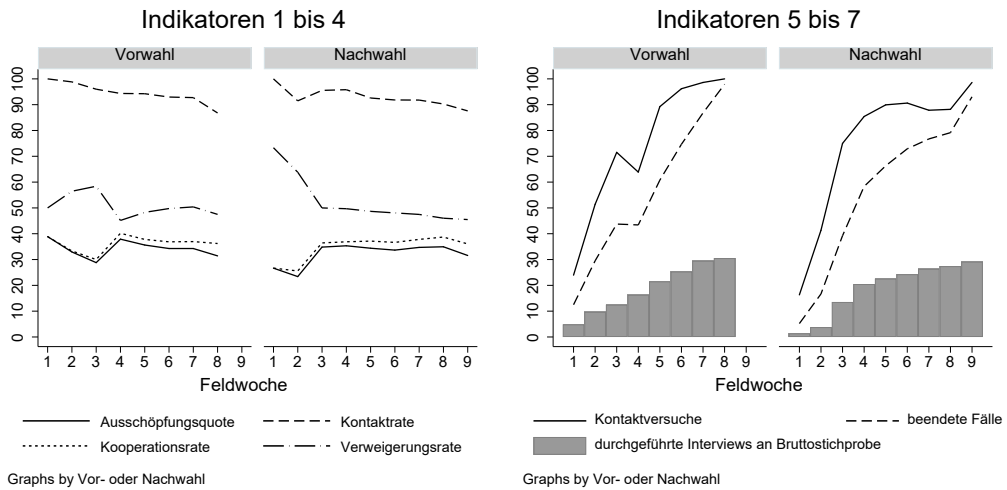 Indikatoren 1 bis 4
Vorwahl
Nachwahl
0 10 20 30 40 50 60 70 80 90 100
1 2 3 4 5 6 7 8 9
1 2 3 4 5 6 7 8 9
Feldwoche
Ausschöpfungsquote
Kontaktrate
Kooperationsrate
Verweigerungsrate
Graphs by Vor- oder Nachwahl
Indikatoren 5 bis 7
Vorwahl
Nachwahl
0 10 20 30 40 50 60 70 80 90 100
1 2 3 4 5 6 7 8 9
1 2 3 4 5 6 7 8 9
Feldwoche
Kontaktversuche
beendete Fälle
durchgeführte Interviews an Bruttostichprobe
Graphs by Vor- oder Nachwahl